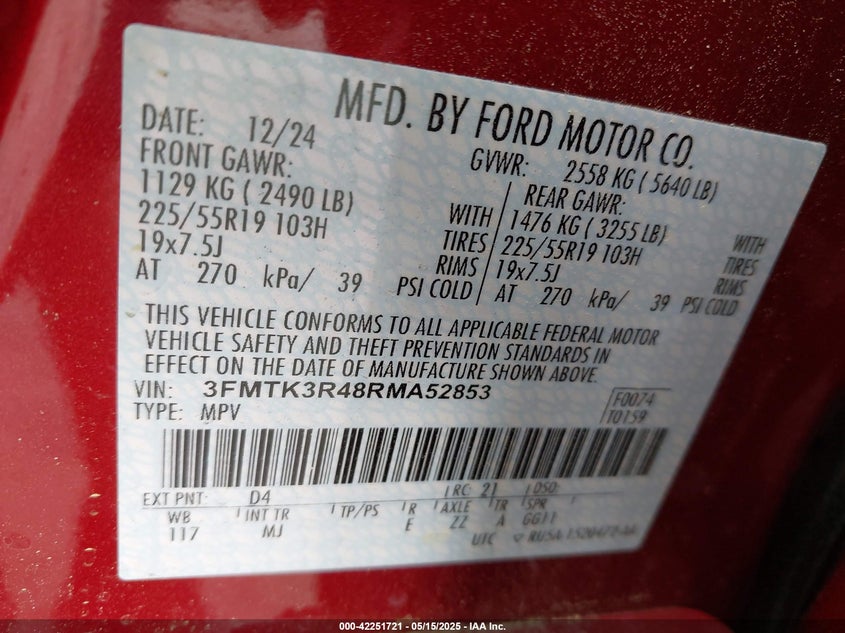 MFD. BY FORD MOTOR CO.
DATE: 12/24 GVWR: 2558 KG ( 5640 LB)
FRONT GAWR: REAR GAWR:
1129 KG ( 2490 LB) WITH 1476 KG ( 3255 LB) WITH
225/55R19 103H TIRES 225/55R19 103H TIRES
19x7.5J RIMS 19x7.5J RIMS
AT 270 kPa/ 39 PSI COLD AT 270 kPa/ 39 PSI COLD
THIS VEHICLE CONFORMS TO ALL APPLICABLE FEDERAL MOTOR
VEHICLE SAFETY AND THEFT PREVENTION STANDARDS IN
EFFECT ON THE DATE OF MANUFACTURE SHOWN ABOVE.
VIN: 3FMTK3R48RMA52853
TYPE: MPV
F0074
T0159
EXT PNT: D4 RC: 21 DSO:
WB INT TR TP/PS R AXLE TR SPR
117 MJ E ZZ A GG11
UTC
000-42251721 - 05/15/2025 - IAA Inc.